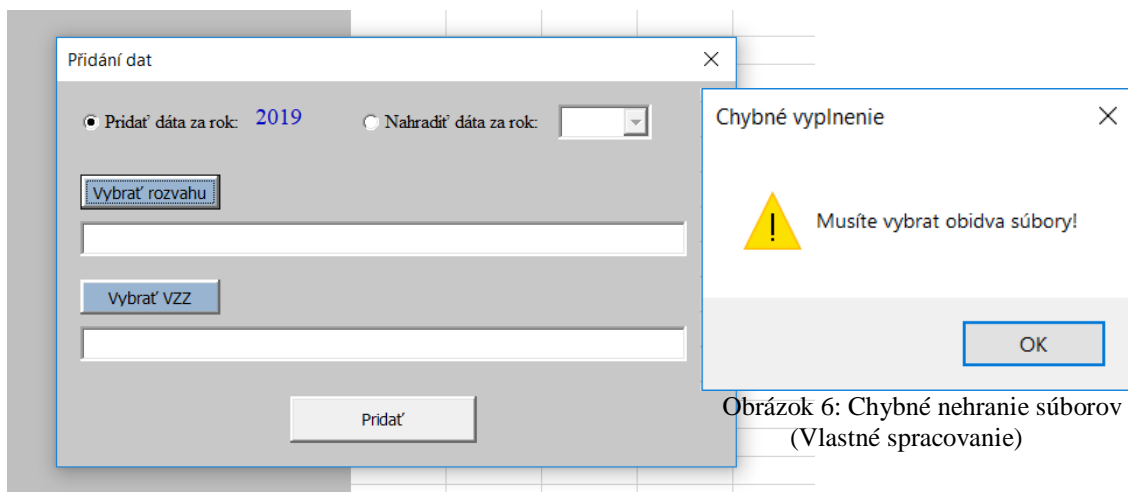 Přidání dat
Pridať dáta za rok: 2019 Nahradiť dáta za rok:
Vybrať rozvahu
Vybrať VZZ
Pridať
Chybné vyplnenie
Musíte vybrat obidva súbory!
OK
Obrázok 6: Chybné nehranie súborov
(Vlastné spracovanie)